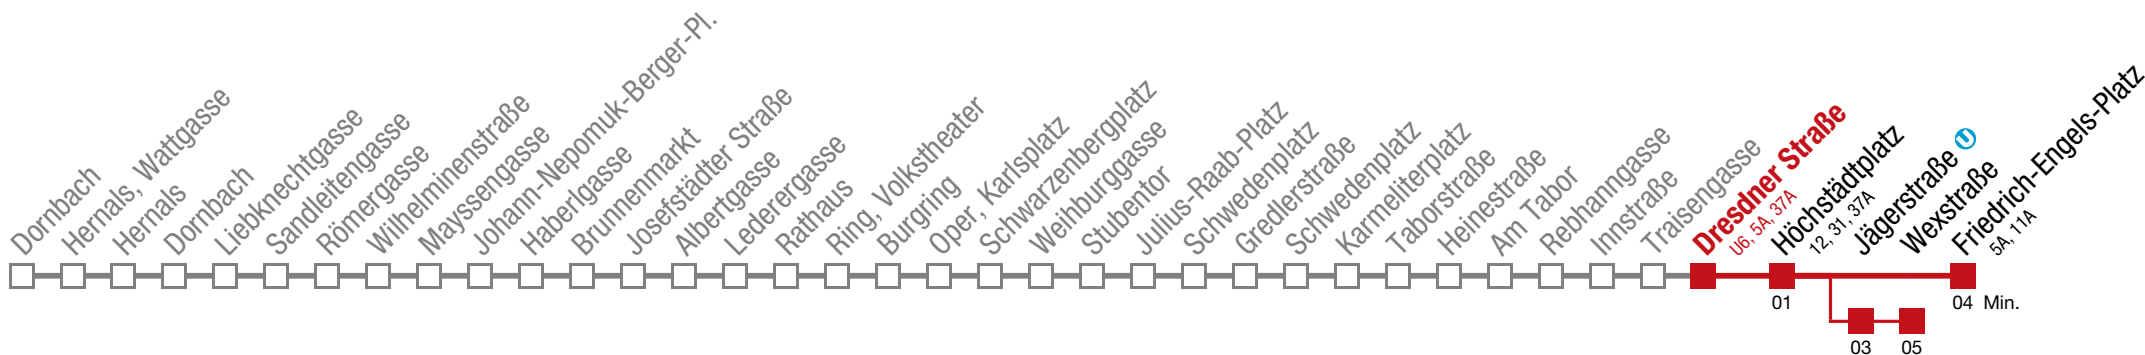 Dornbach
Hernals, Wattgasse
Hernals
Dornbach
Liebknechtgasse
Sandleitengasse
Römergasse
Wilhelminenstraße
Mayssengasse
Johann-Nepomuk-Berger-Pl.
Haberlgasse
Brunnenmarkt
Josefstädter Straße
Albertgasse
Lederergasse
Rathaus
Ring, Volkstheater
Burgring
Oper, Karlsplatz
Schwarzenbergplatz
Weihburggasse
Stubentor
Julius-Raab-Platz
Schwedenplatz
Gredlerstraße
Schwedenplatz
Karmeliterplatz
Taborstraße
Heinestraße
Am Tabor
Rebhanngasse
Innstraße
Traisengasse
Dresdner Straße
U6, 5A, 37A
Höchstädtplatz
12, 31, 37A
Jägerstraße U
Wexstraße
Friedrich-Engels-Platz
5A, 11A
01
04 Min.
03
05